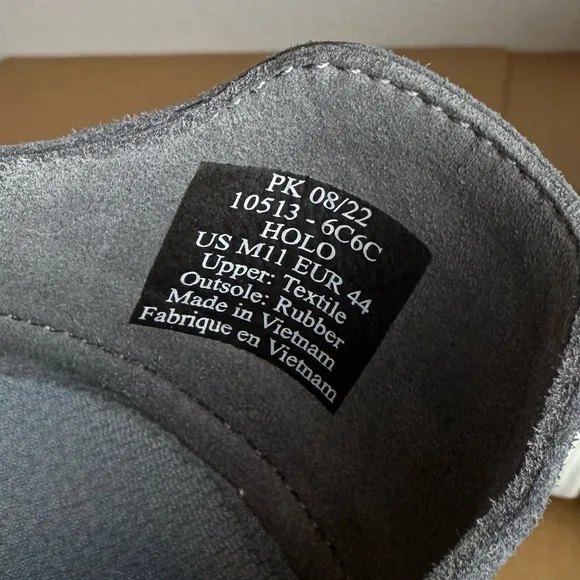 PK 08/22
10513 - 6C6C
HOLO
US M11 EUR 44
Upper: Textile
Outsole: Rubber
Made in Vietnam
Fabrique en Vietnam